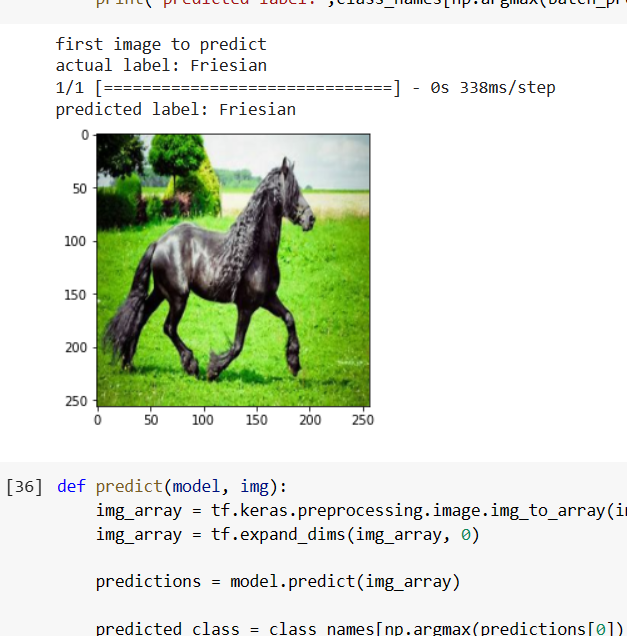 print("predicted label:",class_names[np.argmax(batch_pr
first image to predict
actual label: Friesian
1/1 [==============================] - 0s 338ms/step
predicted label: Friesian
0
50
100
150
200
250
0 50 100 150 200 250
[36] def predict(model, img):
img_array = tf.keras.preprocessing.image.img_to_array(i
img_array = tf.expand_dims(img_array, 0)
predictions = model.predict(img_array)
predicted_class = class_names[np.argmax(predictions[0])